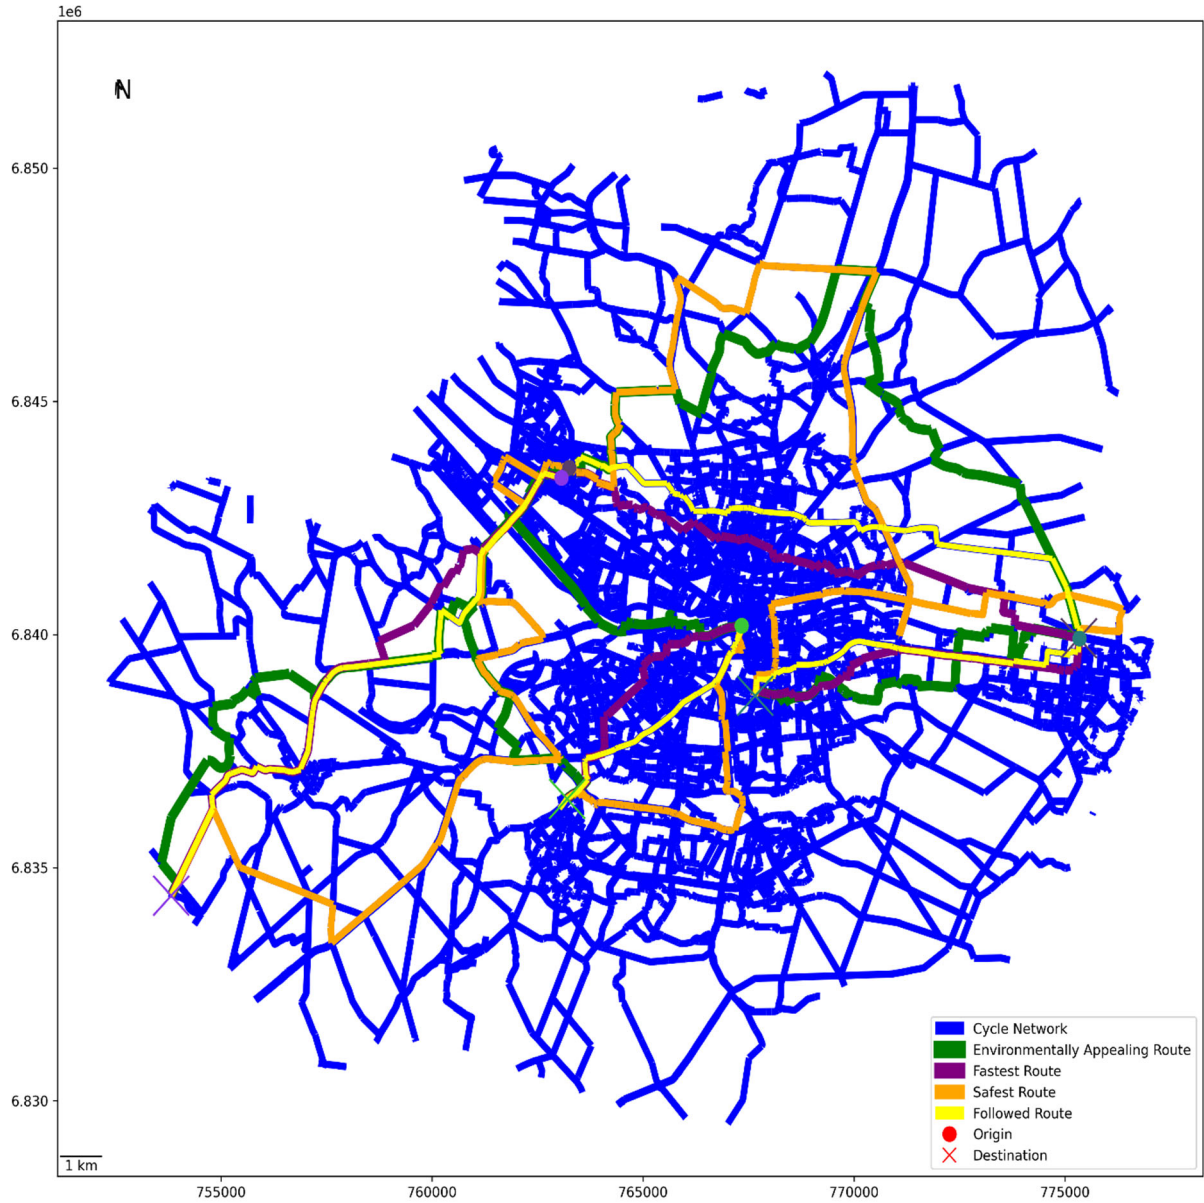 1e6
N
6.850
6.845
6.840
6.835
6.830
Cycle Network
Environmentally Appealing Route
Fastest Route
Safest Route
Followed Route
Origin
Destination
1 km
755000 760000 765000 770000 775000